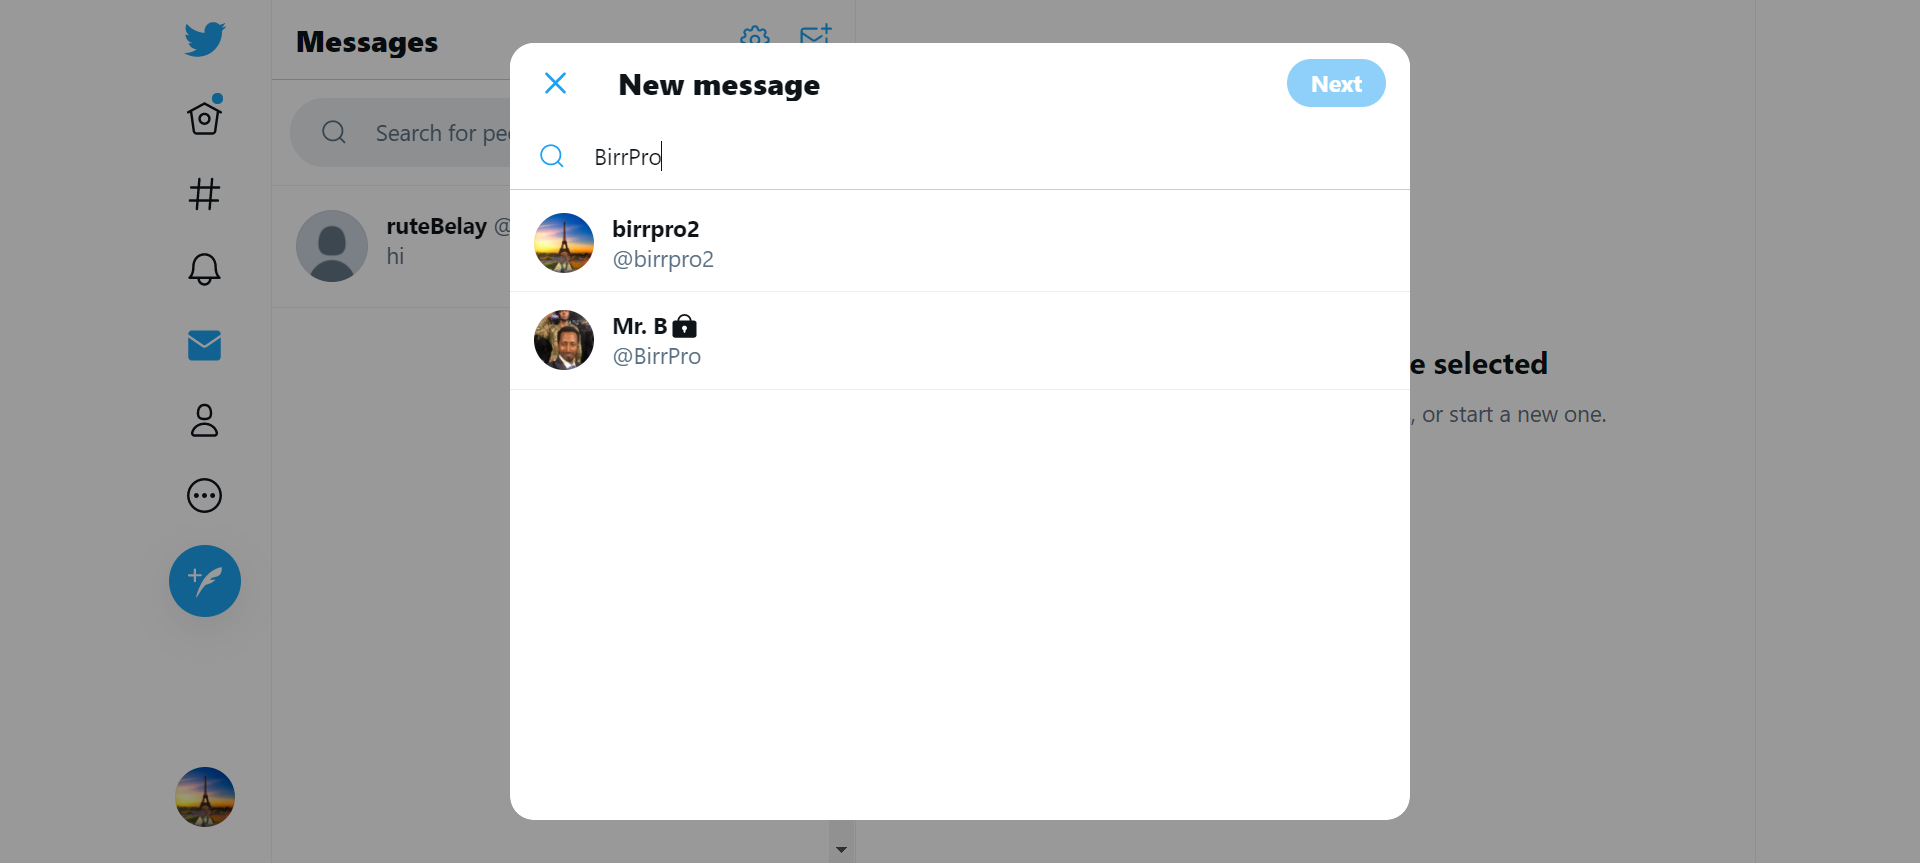 Messages
Search for pe
ruteBelay @
hi
New message
Next
BirrPro
birrpro2
@birrpro2
Mr. B
@BirrPro
e selected
, or start a new one.